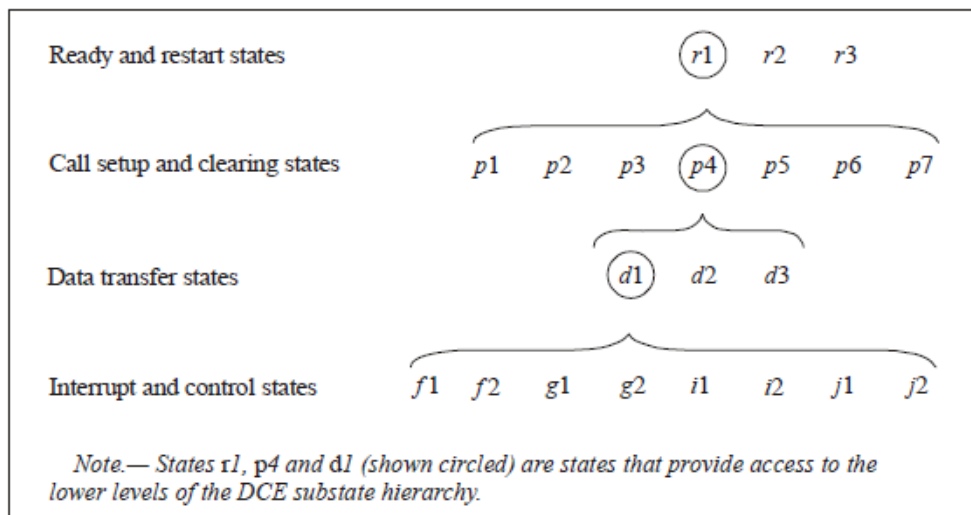 Ready and restart states r1 r2 r3
Call setup and clearing states p1 p2 p3 p4 p5 p6 p7
Data transfer states d1 d2 d3
Interrupt and control states f1 f2 g1 g2 i1 i2 j1 j2
Note.— States r1, p4 and d1 (shown circled) are states that provide access to the
lower levels of the DCE substate hierarchy.